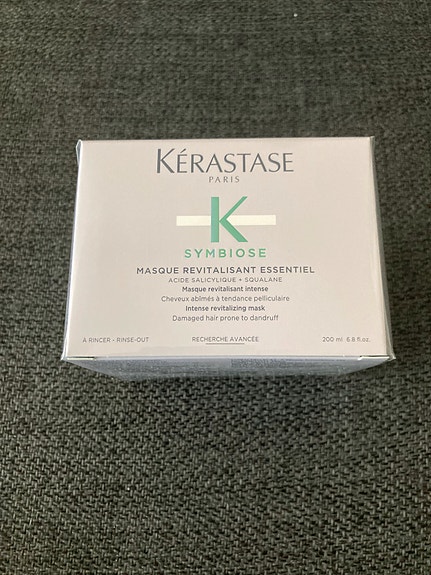 KÉRASTASE
PARIS
K
SYMBIOSE
MASQUE REVITALISANT ESSENTIEL
ACIDE SALICYLIQUE + SQUALANE
Masque revitalisant intense
Cheveux abîmés à tendance pelliculaire
Intense revitalizing mask
Damaged hair prone to dandruff
À RINCER - RINSE-OUT RECHERCHE AVANCÉE 200 ml 6.8 fl.oz.